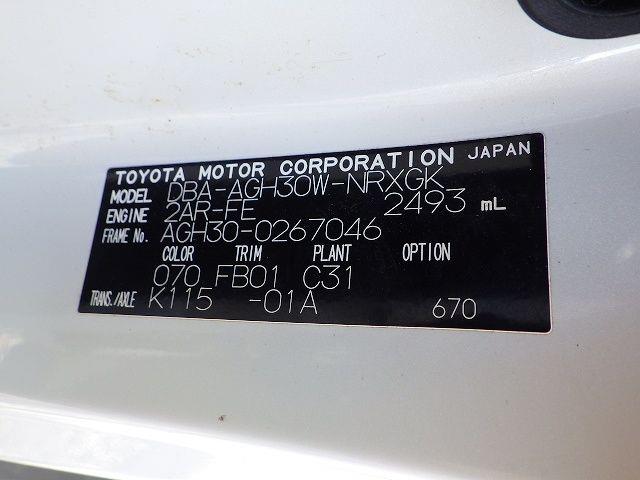 TOYOTA MOTOR CORPORATION JAPAN
MODEL DBA-AGH30W-NRXGK
ENGINE 2AR-FE 2493 mL
FRAME No. AGH30-0267046
COLOR TRIM PLANT OPTION
070 FB01 C31
TRANS./AXLE K115 -01A 670